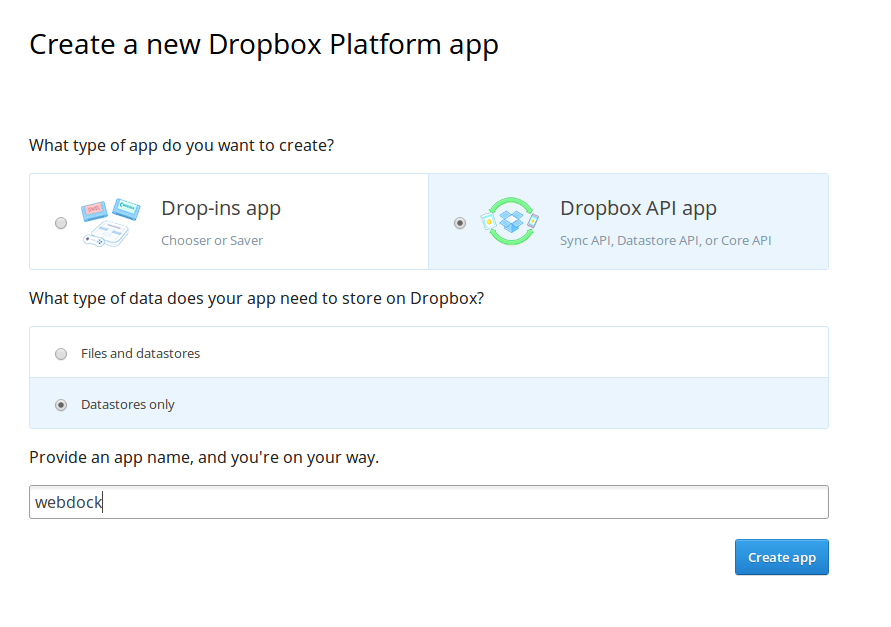 Create a new Dropbox Platform app
What type of app do you want to create?
Drop-ins app
Chooser or Saver
Dropbox API app
Sync API, Datastore API, or Core API
What type of data does your app need to store on Dropbox?
Files and datastores
Datastores only
Provide an app name, and you're on your way.
webdock
Create app